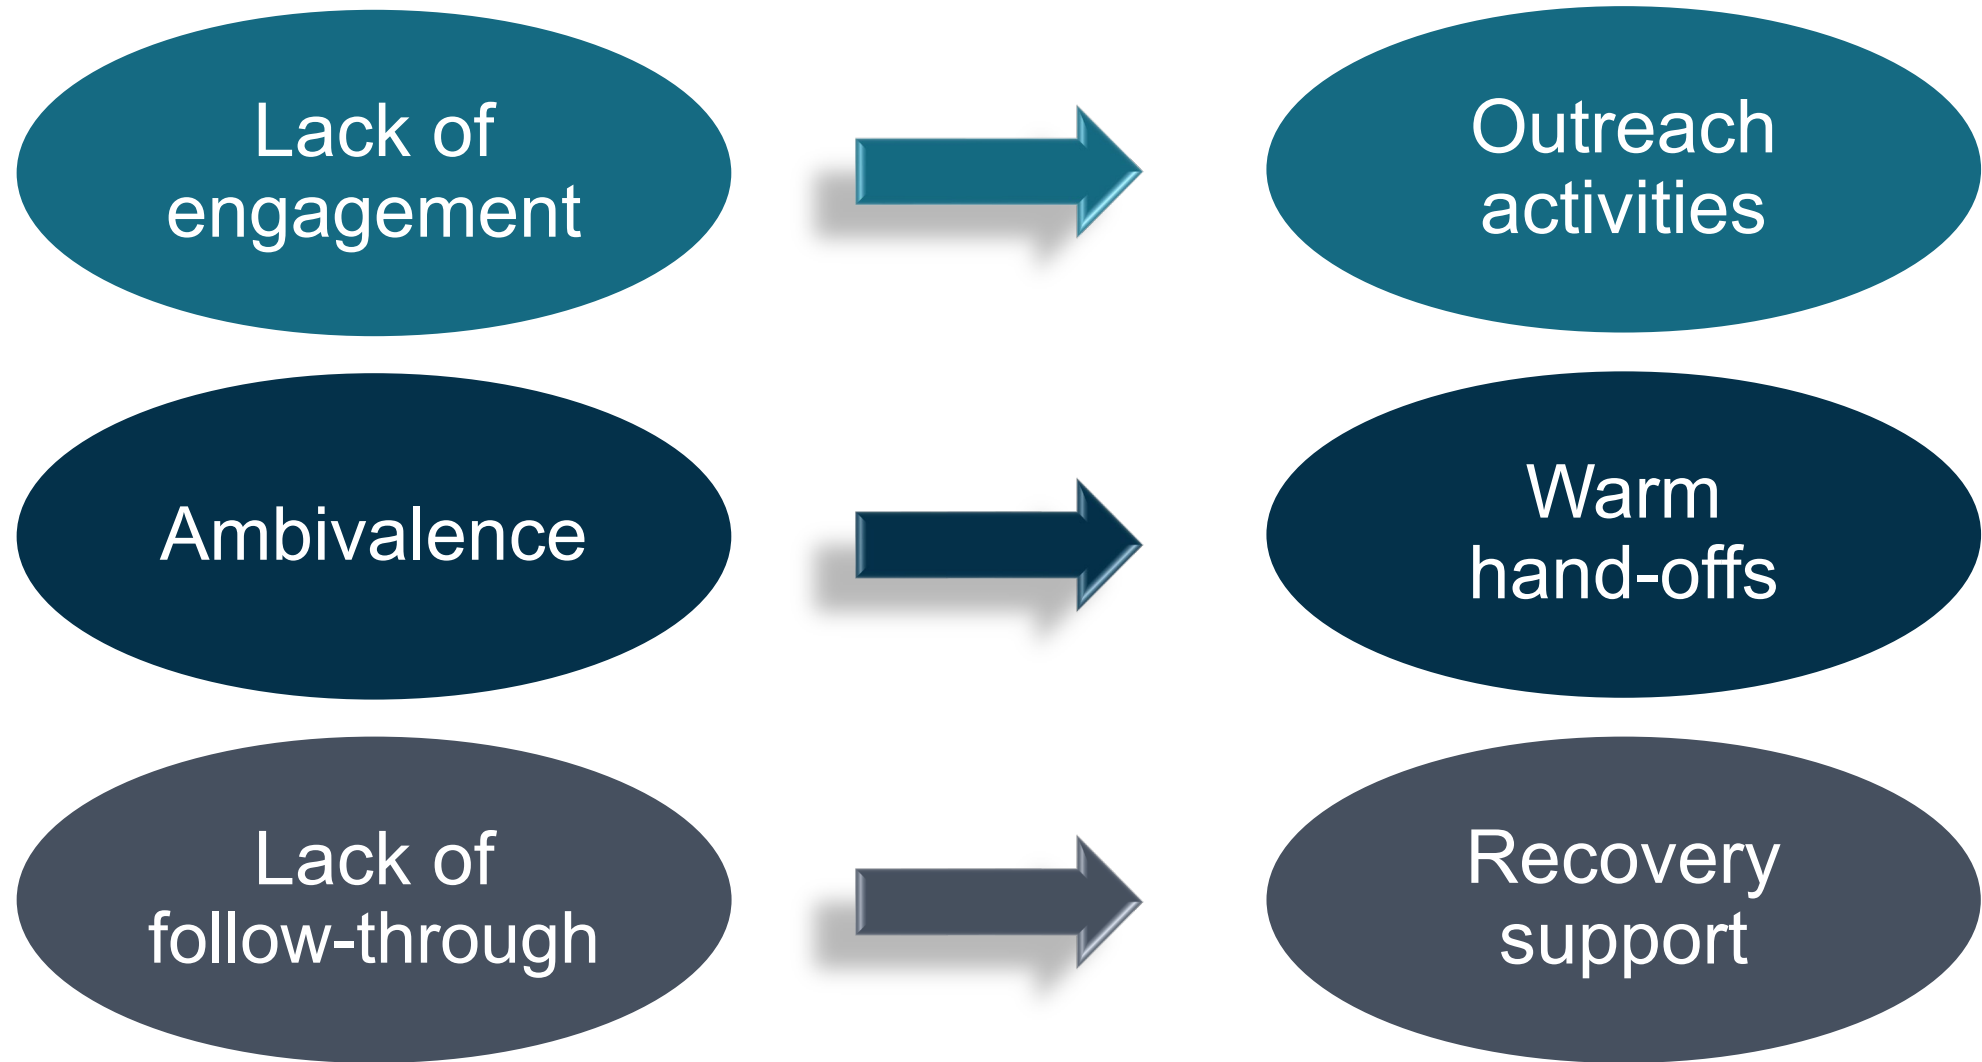 Lack of
engagement
Outreach
activities
Ambivalence
Warm
hand-offs
Lack of
follow-through
Recovery
support